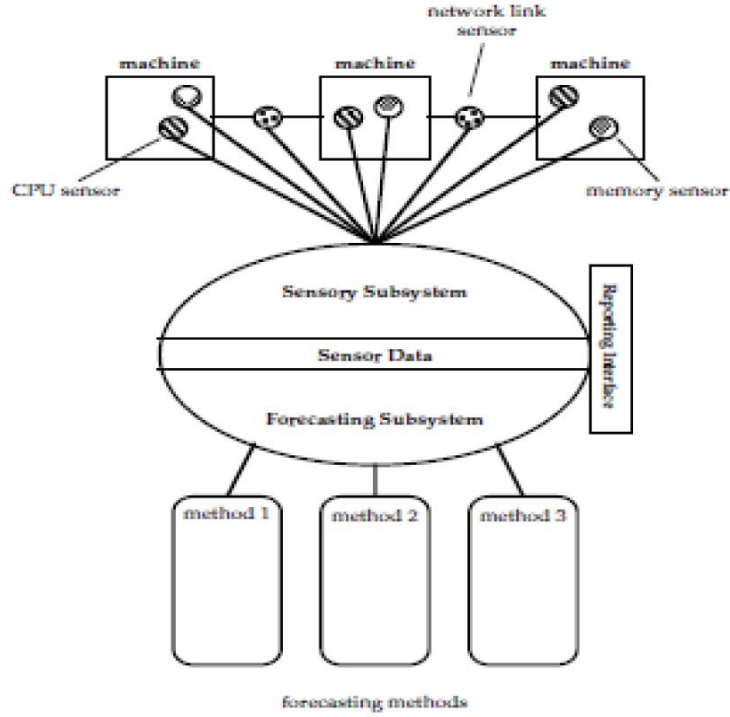 network link
sensor
machine
machine
machine
CPU sensor
memory sensor
Sensory Subsystem
Sensor Data
Forecasting Subsystem
Reporting Interface
method 1
method 2
method 3
forecasting methods